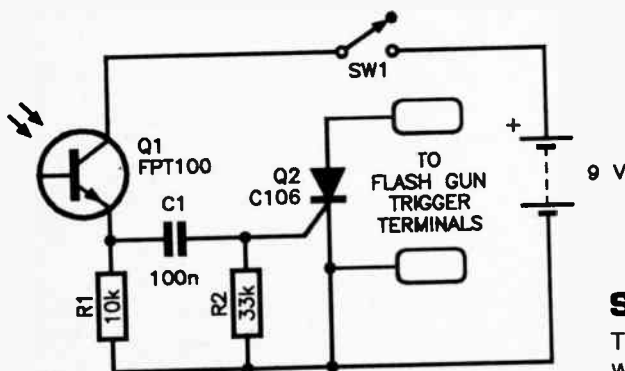 SW1
Q1
FPT100
C1
100n
R1
10k
R2
33k
Q2
C106
TO
FLASH GUN
TRIGGER
TERMINALS
+
9 V
S
T
W